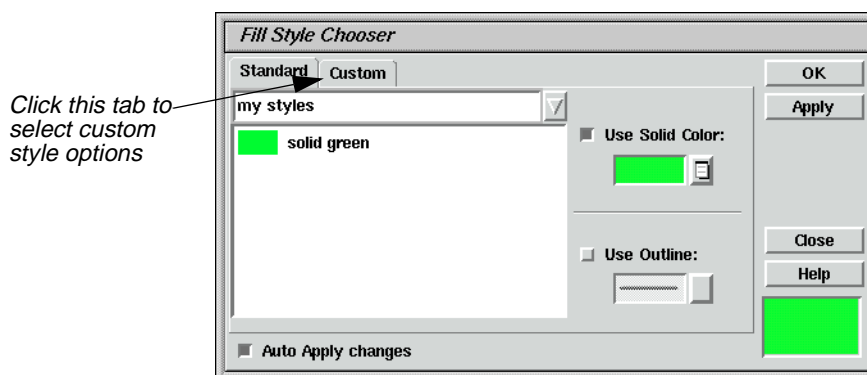 Fill Style Chooser
Standard Custom
OK
Click this tab to
select custom
style options
my styles
Apply
solid green
Use Solid Color:
Use Outline:
Close
Help
Auto Apply changes